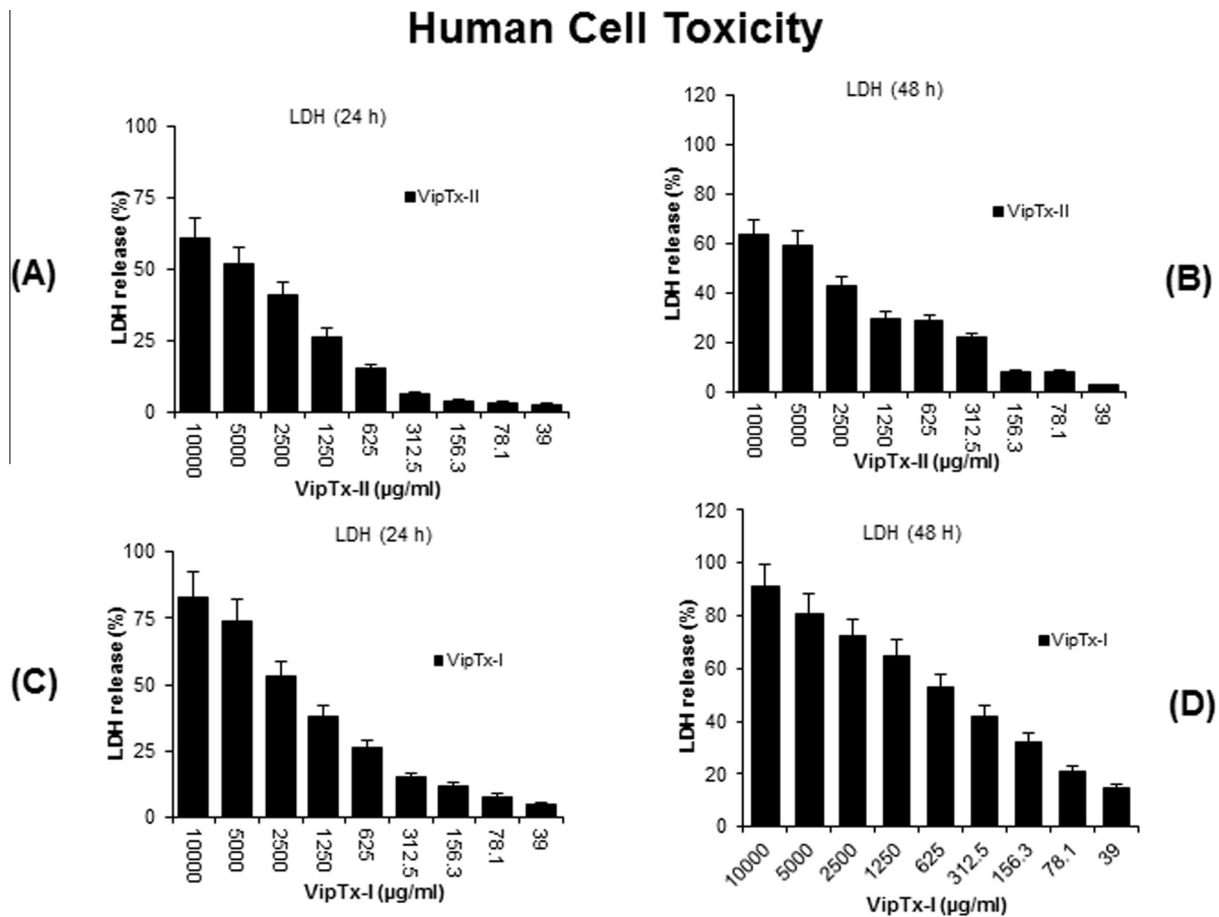 Human Cell Toxicity
(A)
LDH (24 h)
100
75
50
25
0
LDH release (%)
VipTx-II
10000
5000
2500
1250
625
312.5
156.3
78.1
39
VipTx-II (µg/ml)
(B)
LDH (48 h)
120
100
80
60
40
20
0
LDH release (%)
VipTx-II
10000
5000
2500
1250
625
312.5
156.3
78.1
39
VipTx-II (µg/ml)
(C)
LDH (24 h)
100
75
50
25
0
LDH release (%)
VipTx-I
10000
5000
2500
1250
625
312.5
156.3
78.1
39
VipTx-I (µg/ml)
(D)
LDH (48 H)
120
100
80
60
40
20
0
LDH release (%)
VipTx-I
10000
5000
2500
1250
625
312.5
156.3
78.1
39
VipTx-I (µg/ml)